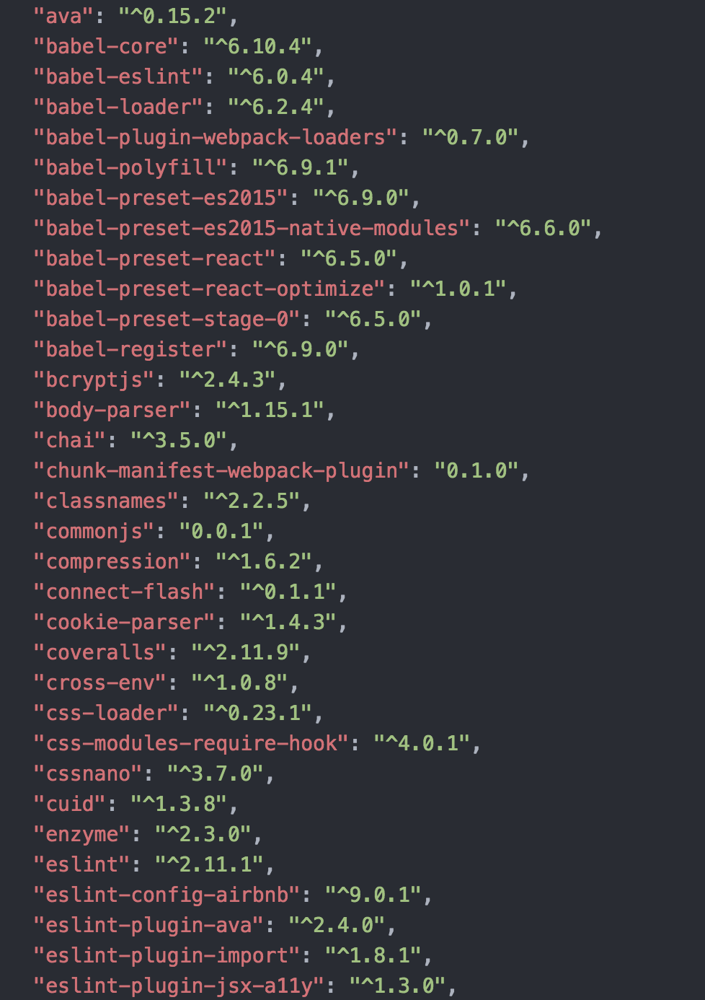 "ava": "^0.15.2",
"babel-core": "^6.10.4",
"babel-eslint": "^6.0.4",
"babel-loader": "^6.2.4",
"babel-plugin-webpack-loaders": "^0.7.0",
"babel-polyfill": "^6.9.1",
"babel-preset-es2015": "^6.9.0",
"babel-preset-es2015-native-modules": "^6.6.0",
"babel-preset-react": "^6.5.0",
"babel-preset-react-optimize": "^1.0.1",
"babel-preset-stage-0": "^6.5.0",
"babel-register": "^6.9.0",
"bcryptjs": "^2.4.3",
"body-parser": "^1.15.1",
"chai": "^3.5.0",
"chunk-manifest-webpack-plugin": "0.1.0",
"classnames": "^2.2.5",
"commonjs": "0.0.1",
"compression": "^1.6.2",
"connect-flash": "^0.1.1",
"cookie-parser": "^1.4.3",
"coveralls": "^2.11.9",
"cross-env": "^1.0.8",
"css-loader": "^0.23.1",
"css-modules-require-hook": "^4.0.1",
"cssnano": "^3.7.0",
"cuid": "^1.3.8",
"enzyme": "^2.3.0",
"eslint": "^2.11.1",
"eslint-config-airbnb": "^9.0.1",
"eslint-plugin-ava": "^2.4.0",
"eslint-plugin-import": "^1.8.1",
"eslint-plugin-jsx-a11y": "^1.3.0",